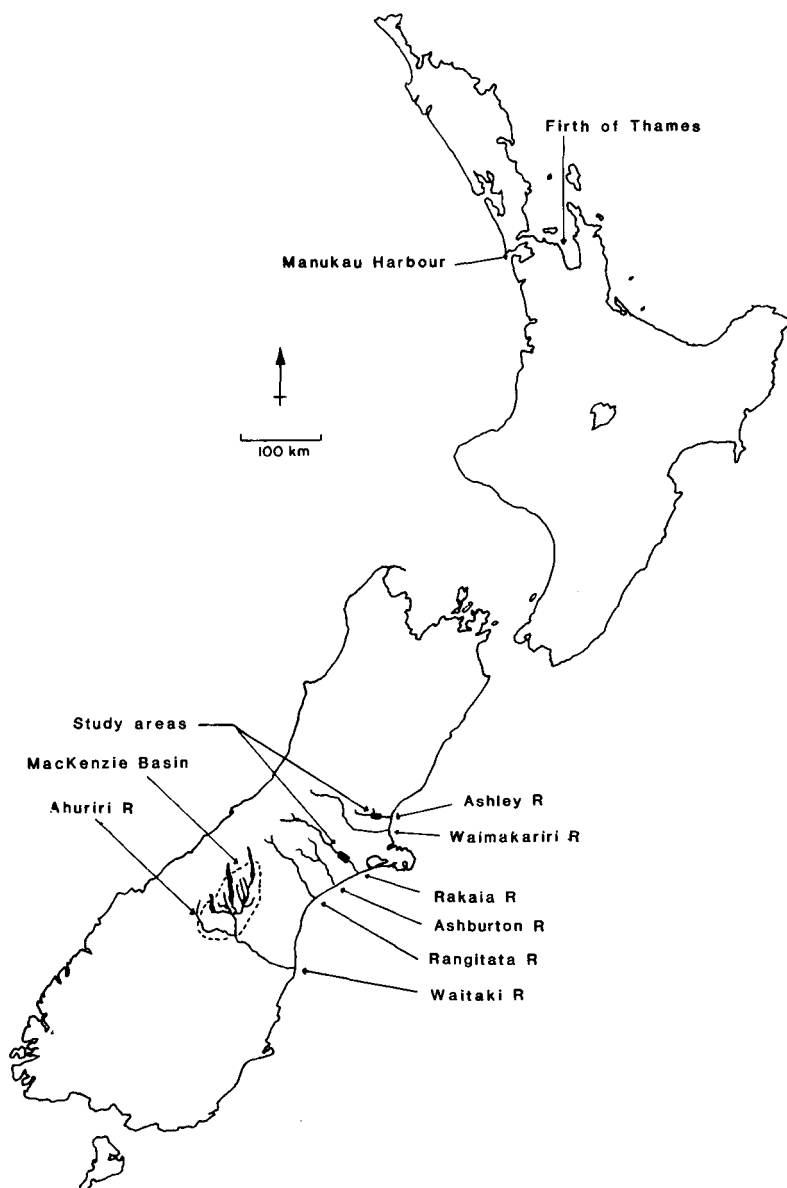 Firth of Thames
Manukau Harbour
100 km
Study areas
MacKenzie Basin
Ahuriri R
Ashley R
Waimakariri R
Rakaia R
Ashburton R
Rangitata R
Waitaki R